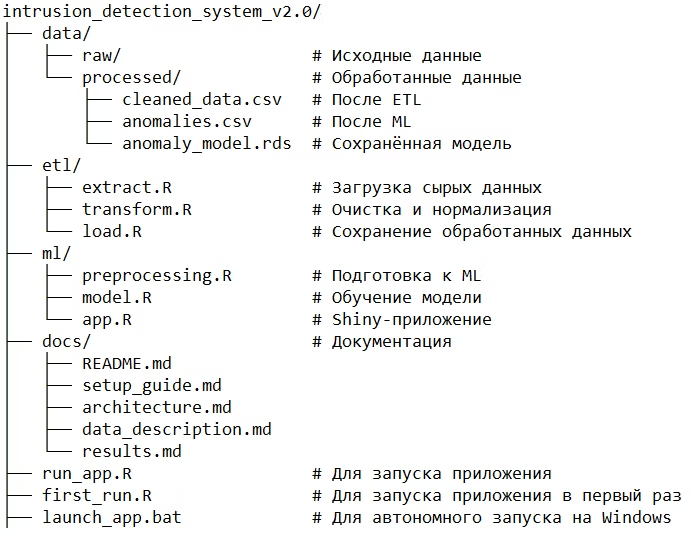 intrusion_detection_system_v2.0/
├── data/
│   ├── raw/                # Исходные данные
│   └── processed/          # Обработанные данные
│       ├── cleaned_data.csv   # После ETL
│       ├── anomalies.csv      # После ML
│       └── anomaly_model.rds  # Сохранённая модель
├── etl/
│   ├── extract.R           # Загрузка сырых данных
│   ├── transform.R         # Очистка и нормализация
│   └── load.R              # Сохранение обработанных данных
├── ml/
│   ├── preprocessing.R     # Подготовка к ML
│   ├── model.R             # Обучение модели
│   └── app.R               # Shiny-приложение
├── docs/                   # Документация
│   ├── README.md
│   ├── setup_guide.md
│   ├── architecture.md
│   ├── data_description.md
│   └── results.md
├── run_app.R               # Для запуска приложения
├── first_run.R             # Для запуска приложения в первый раз
├── launch_app.bat          # Для автономного запуска на Windows